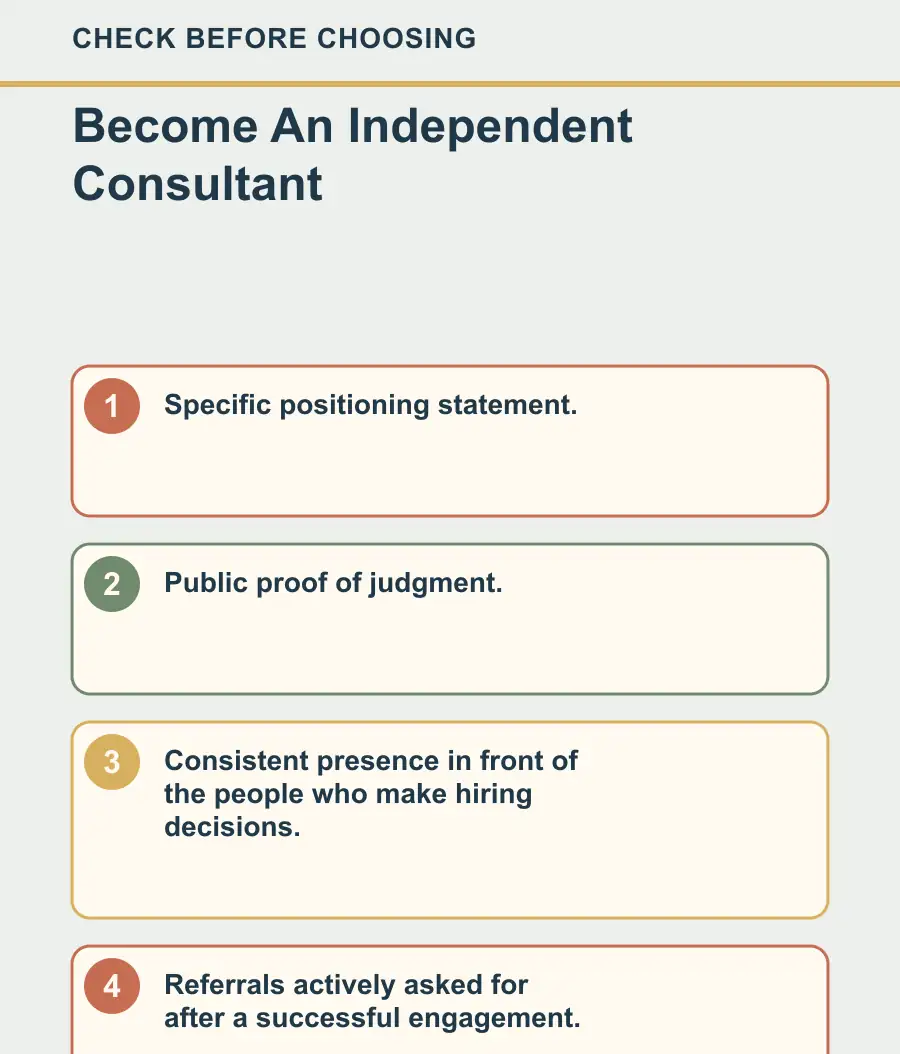 CHECK BEFORE CHOOSING
Become An Independent
Consultant
1
Specific positioning statement.
2
Public proof of judgment.
3
Consistent presence in front of
the people who make hiring
decisions.
4
Referrals actively asked for
after a successful engagement.